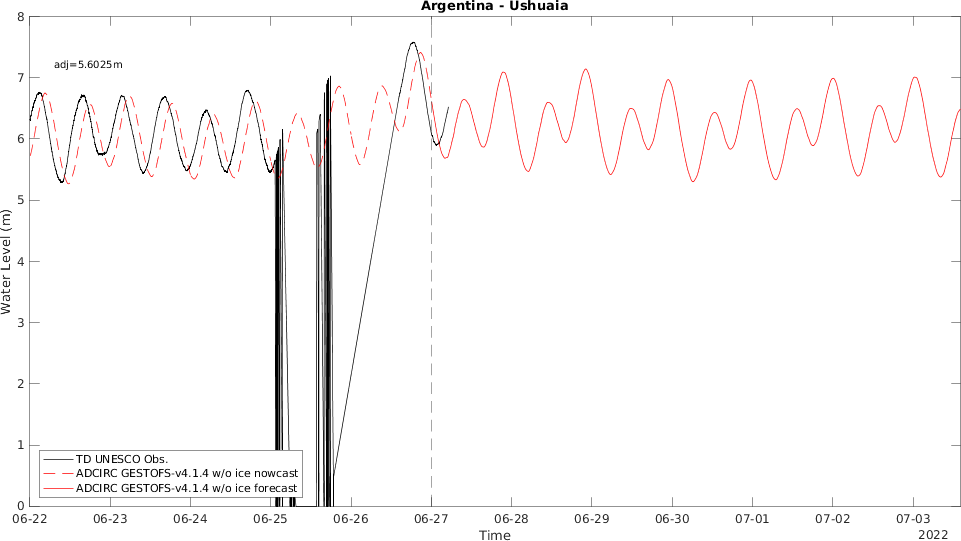 Argentina - Ushuaia
8
adj=5.6025m
7
6
5
4
3
2
1
0
Water Level (m)
TD UNESCO Obs.
ADCIRC GESTOFS-v4.1.4 w/o ice nowcast
ADCIRC GESTOFS-v4.1.4 w/o ice forecast
06-22 06-23 06-24 06-25 06-26 06-27 06-28 06-29 06-30 07-01 07-02 07-03
Time
2022